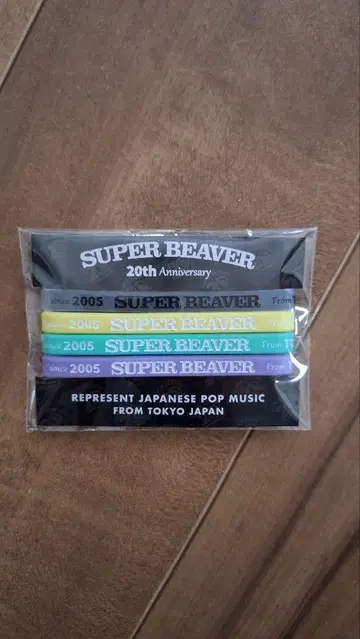 SUPER BEAVER
20th Anniversary
since 2005 SUPER BEAVER From
since 2005 SUPER BEAVER
since 2005 SUPER BEAVER From
since 2005 SUPER BEAVER From
REPRESENT JAPANESE POP MUSIC
FROM TOKYO JAPAN